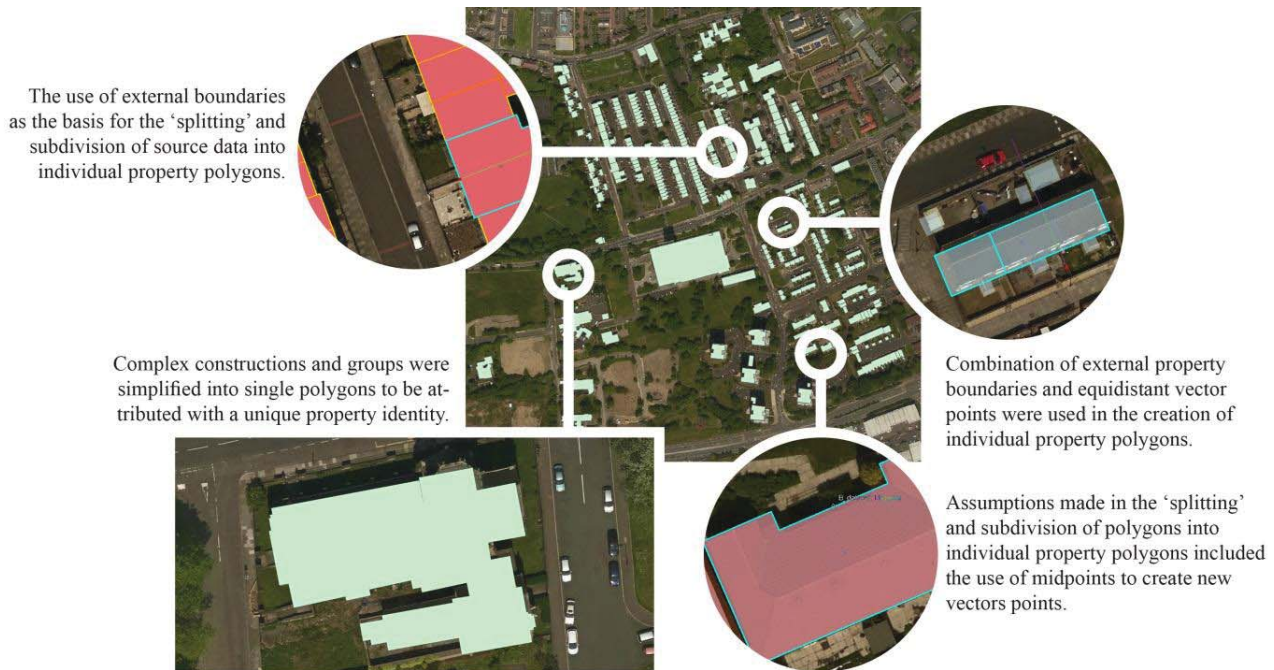 The use of external boundaries
as the basis for the ‘splitting’ and
subdivision of source data into
individual property polygons.
Complex constructions and groups were
simplified into single polygons to be at-
tributed with a unique property identity.
Combination of external property
boundaries and equidistant vector
points were used in the creation of
individual property polygons.
Assumptions made in the ‘splitting’
and subdivision of polygons into
individual property polygons included
the use of midpoints to create new
vectors points.